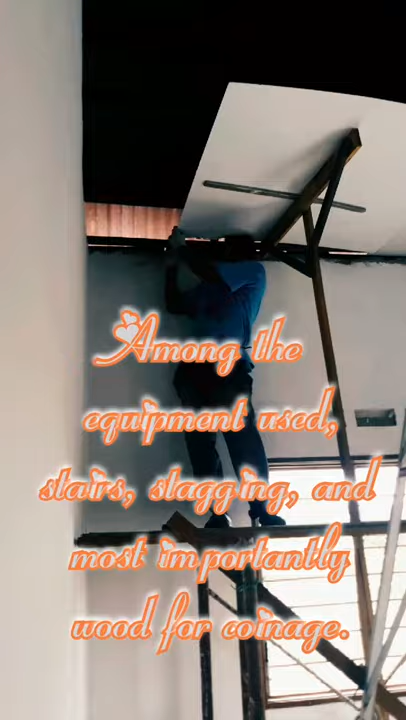 Among the
equipment used,
stairs, slagging, and
most importantly
wood for coinage.